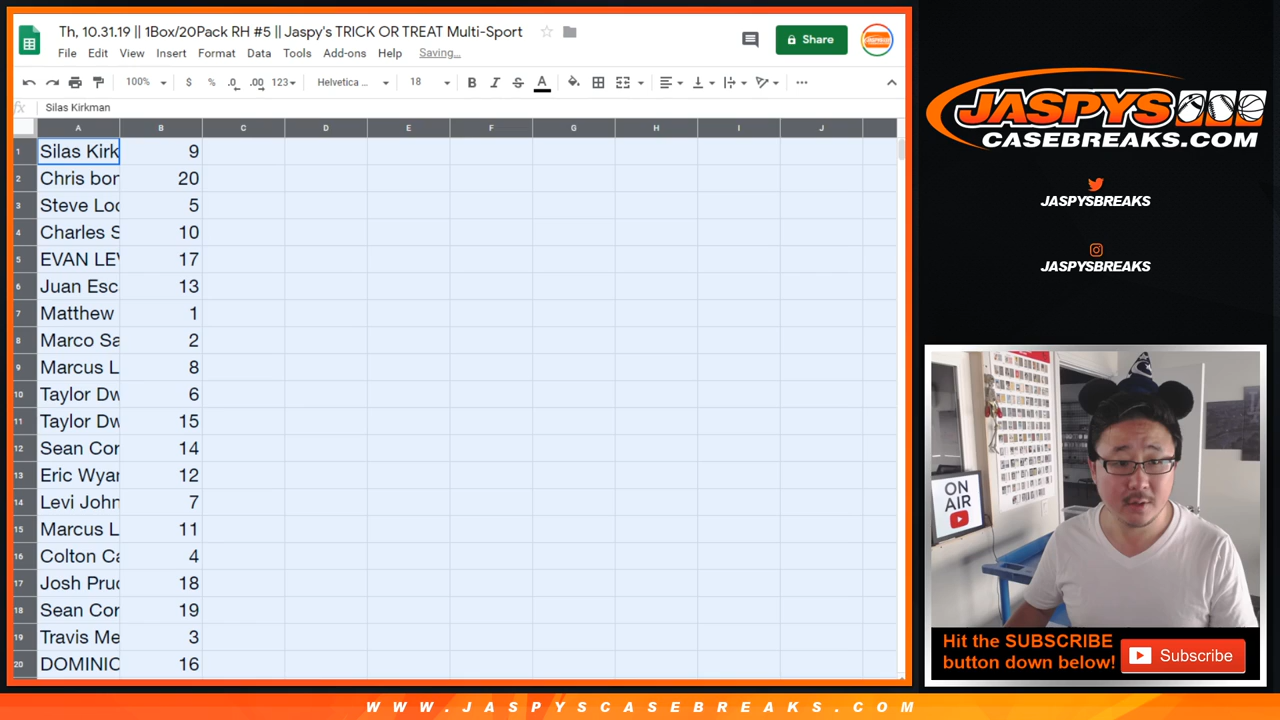 Th, 10.31.19 || 1Box/20Pack RH #5 || Jaspy's TRICK OR TREAT Multi-Sport
File Edit View Insert Format Data Tools Add-ons Help Saving...
Share
100% $ % .0 .00 123 Helvetica ... 18 B I S A
fx Silas Kirkman
A B C D E F G H I J
1 Silas Kirk 9
2 Chris bor 20
3 Steve Loc 5
4 Charles S 10
5 EVAN LEV 17
6 Juan Esc 13
7 Matthew 1
8 Marco Sa 2
9 Marcus L 8
10 Taylor Dw 6
11 Taylor Dw 15
12 Sean Cor 14
13 Eric Wyar 12
14 Levi John 7
15 Marcus L 11
16 Colton Ca 4
17 Josh Pruc 18
18 Sean Cor 19
19 Travis Me 3
20 DOMINIC 16
JASPYS
CASEBREAKS.COM
JASPYSBREAKS
JASPYSBREAKS
ON
AIR
Hit the SUBSCRIBE
button down below!
Subscribe
WWW.JASPYSCASEBREAKS.COM